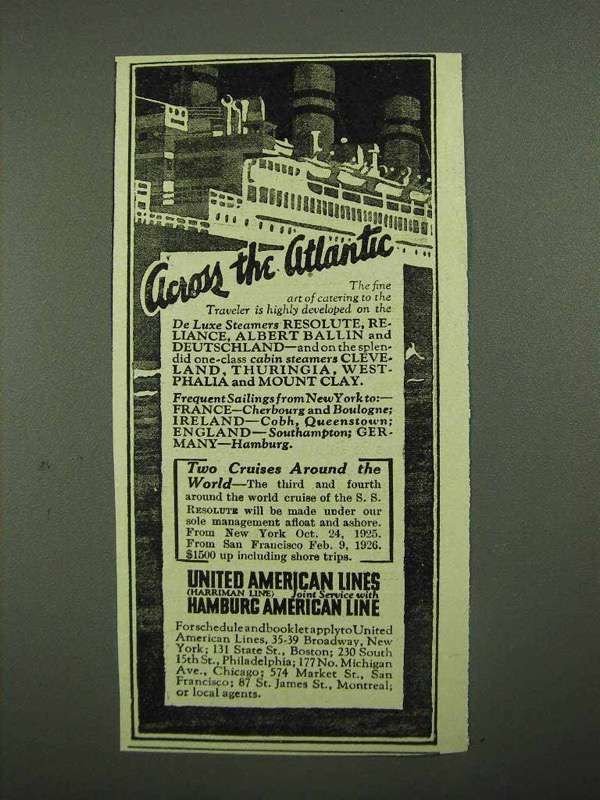 Across the Atlantic
The fine
art of catering to the
Traveler is highly developed on the
De Luxe Steamers RESOLUTE, RE-
LIANCE, ALBERT BALLIN and
DEUTSCHLAND—and on the splen-
did one-class cabin steamers CLEVE-
LAND, THURINGIA, WEST-
PHALIA and MOUNT CLAY.
Frequent Sailings from New York to:—
FRANCE—Cherbourg and Boulogne;
IRELAND—Cobh, Queenstown;
ENGLAND—Southampton; GER-
MANY—Hamburg.
Two Cruises Around the
World—The third and fourth
around the world cruise of the S. S.
RESOLUTE will be made under our
sole management afloat and ashore.
From New York Oct. 24, 1925.
From San Francisco Feb. 9, 1926.
$1500 up including shore trips.
UNITED AMERICAN LINES
(HARRIMAN LINE) Joint Service with
HAMBURG AMERICAN LINE
For schedule and booklet apply to United
American Lines, 35-39 Broadway, New
York; 131 State St., Boston; 230 South
15th St., Philadelphia; 177 No. Michigan
Ave., Chicago; 574 Market St., San
Francisco; 87 St. James St., Montreal;
or local agents.